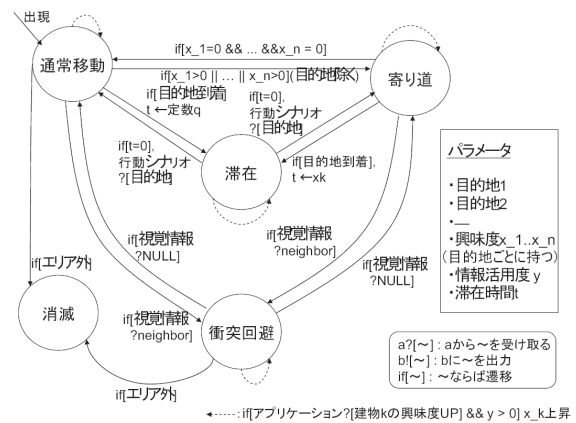 出現
通常移動
if[x_1=0 && ... &&x_n = 0]
if[x_1>0 || ... || x_n>0](目的地除く)
寄り道
if[目的地到着]
t ←定数q
if[t=0],
行動シナリオ
?[目的地]
if[t=0],
行動シナリオ
?[目的地]
滞在
if[目的地到着],
t ←xk
パラメータ
・目的地1
・目的地2
・―
・興味度x_1..x_n
(目的地ごとに持つ)
・情報活用度 y
・滞在時間t
if[視覚情報
?NULL]
if[視覚情報
?neighbor]
if[視覚情報
?NULL]
if[エリア外]
消滅
if[視覚情報
?neighbor]
衝突回避
if[エリア外]
a?[～] : aから～を受け取る
b![～] : bに～を出力
if[～] : ～ならば遷移
: if[アプリケーション?[建物kの興味度UP] && y > 0] x_k上昇